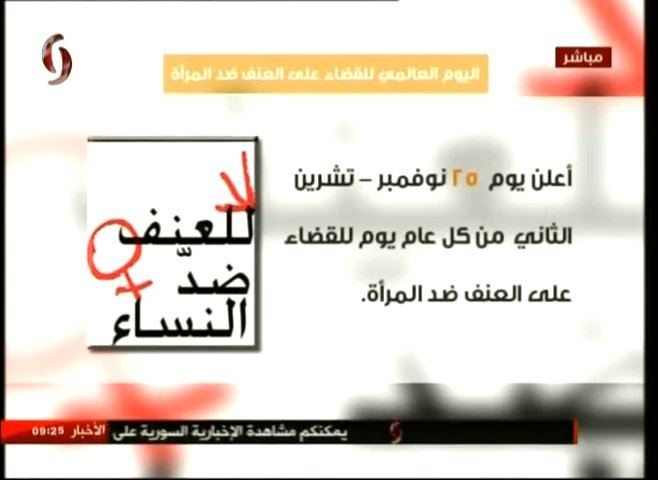 مباشر
اليوم العالمي للقضاء على العنف ضد المرأة
أعلن يوم ٢٥ نوفمبر – تشرين
الثاني من كل عام يوم للقضاء
على العنف ضد المرأة.
للعنف
ضدّ
النساء
الأخبار 09:25
يمكنكم مشاهدة الإخبارية السورية على